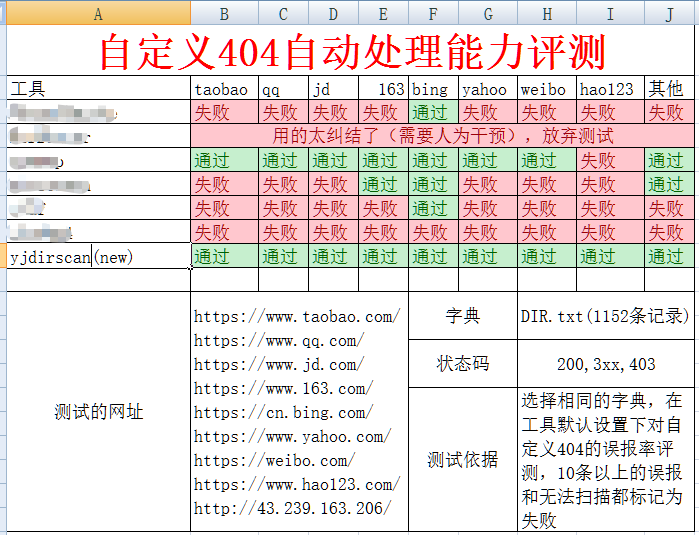 A B C D E F G H I J
自定义404自动处理能力评测
工具 taobao qq jd 163 bing yahoo weibo hao123 其他
失败 失败 失败 失败 通过 失败 失败 失败 失败
用的太纠结了（需要人为干预），放弃测试
通过 通过 通过 通过 通过 通过 通过 失败 通过
失败 失败 失败 通过 通过 失败 失败 失败 通过
失败 失败 失败 失败 通过 失败 失败 失败 失败
失败 失败 失败 失败 失败 失败 失败 失败 失败
yjdirscan(new) 通过 通过 通过 通过 通过 通过 通过 通过 通过
测试的网址
https://www.taobao.com/
https://www.qq.com/
https://www.jd.com/
https://www.163.com/
https://cn.bing.com/
https://www.yahoo.com/
https://weibo.com/
https://www.hao123.com/
http://43.239.163.206/
字典 DIR.txt(1152条记录)
状态码 200,3xx,403
测试依据
选择相同的字典，在
工具默认设置下对自
定义404的误报率评
测，10条以上的误报
和无法扫描都标记为
失败